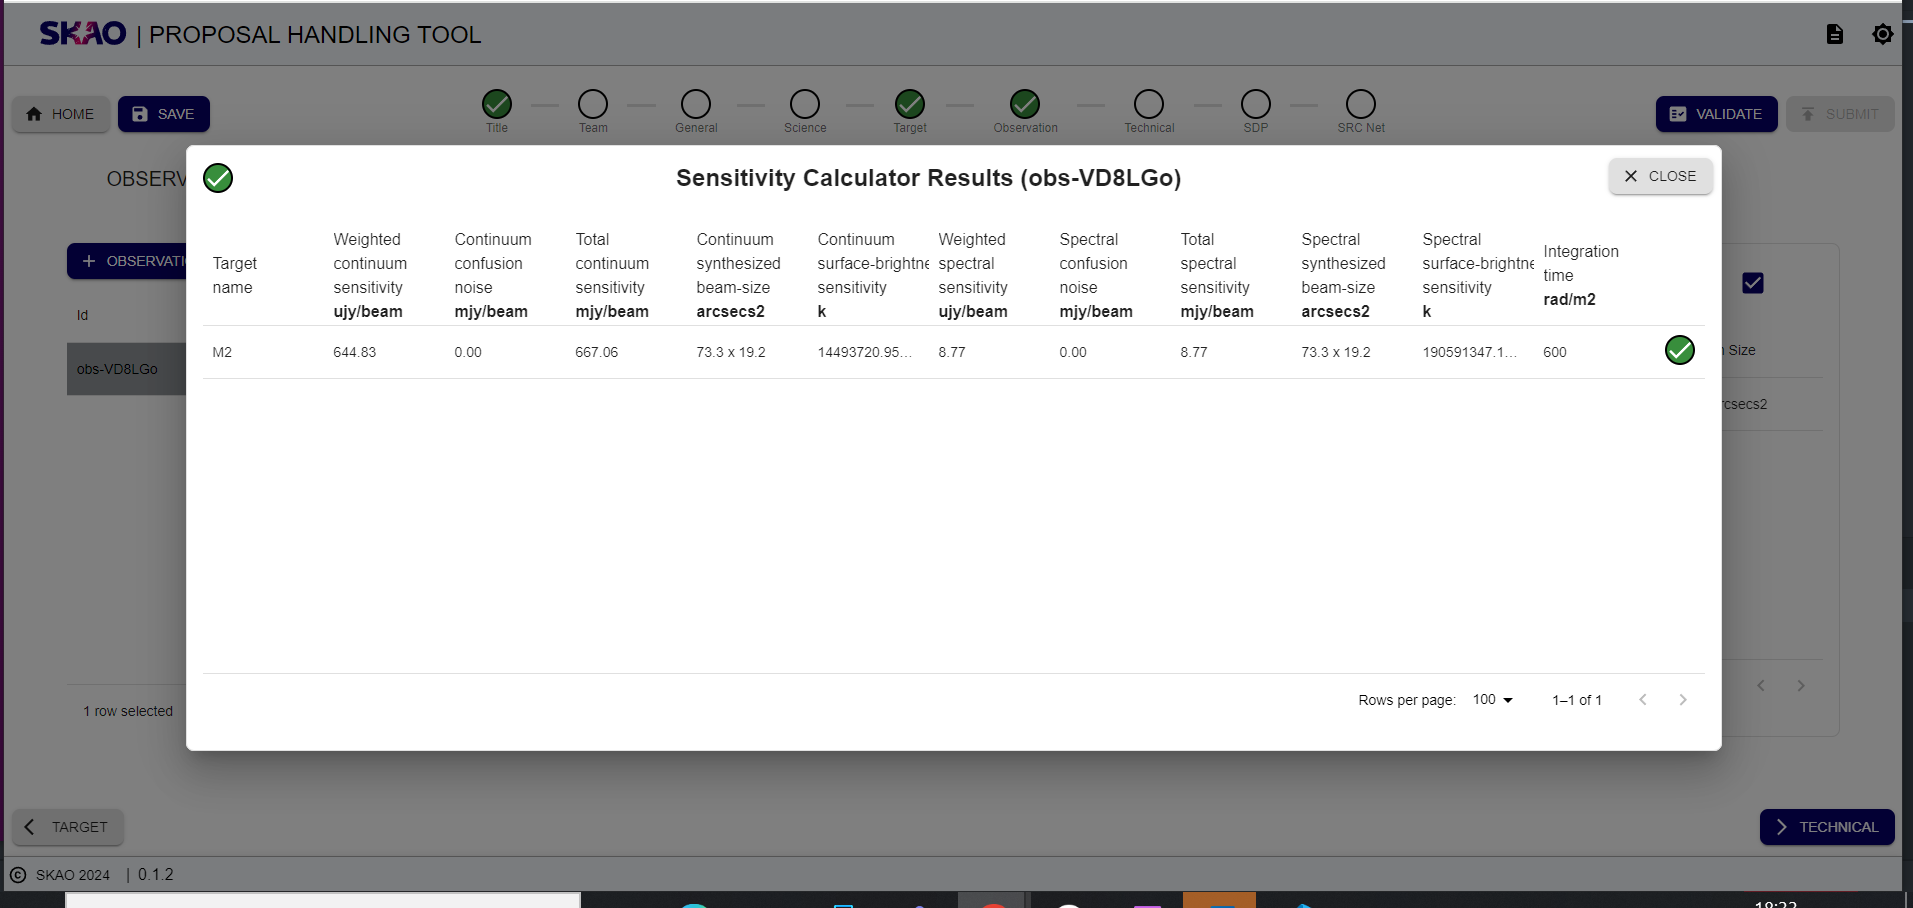 SKAO | PROPOSAL HANDLING TOOL
HOME
SAVE
Title
Team
General
Science
Target
Observation
Technical
SDP
SRC Net
VALIDATE
SUBMIT
OBSERV
Sensitivity Calculator Results (obs-VD8LGo)
CLOSE
+ OBSERVATI
Id
obs-VD8LGo
1 row selected
Target
name
Weighted
continuum
sensitivity
ujy/beam
Continuum
confusion
noise
mjy/beam
Total
continuum
sensitivity
mjy/beam
Continuum
synthesized
beam-size
arcsecs2
Continuum
surface-brightne
sensitivity
k
Weighted
spectral
sensitivity
ujy/beam
Spectral
confusion
noise
mjy/beam
Total
spectral
sensitivity
mjy/beam
Spectral
synthesized
beam-size
arcsecs2
Spectral
surface-brightne
sensitivity
k
Integration
time
rad/m2
M2 644.83 0.00 667.06 73.3 x 19.2 14493720.95... 8.77 0.00 8.77 73.3 x 19.2 190591347.1... 600
Size
rcsecs2
Rows per page: 100 1–1 of 1
TARGET
TECHNICAL
© SKAO 2024 | 0.1.2